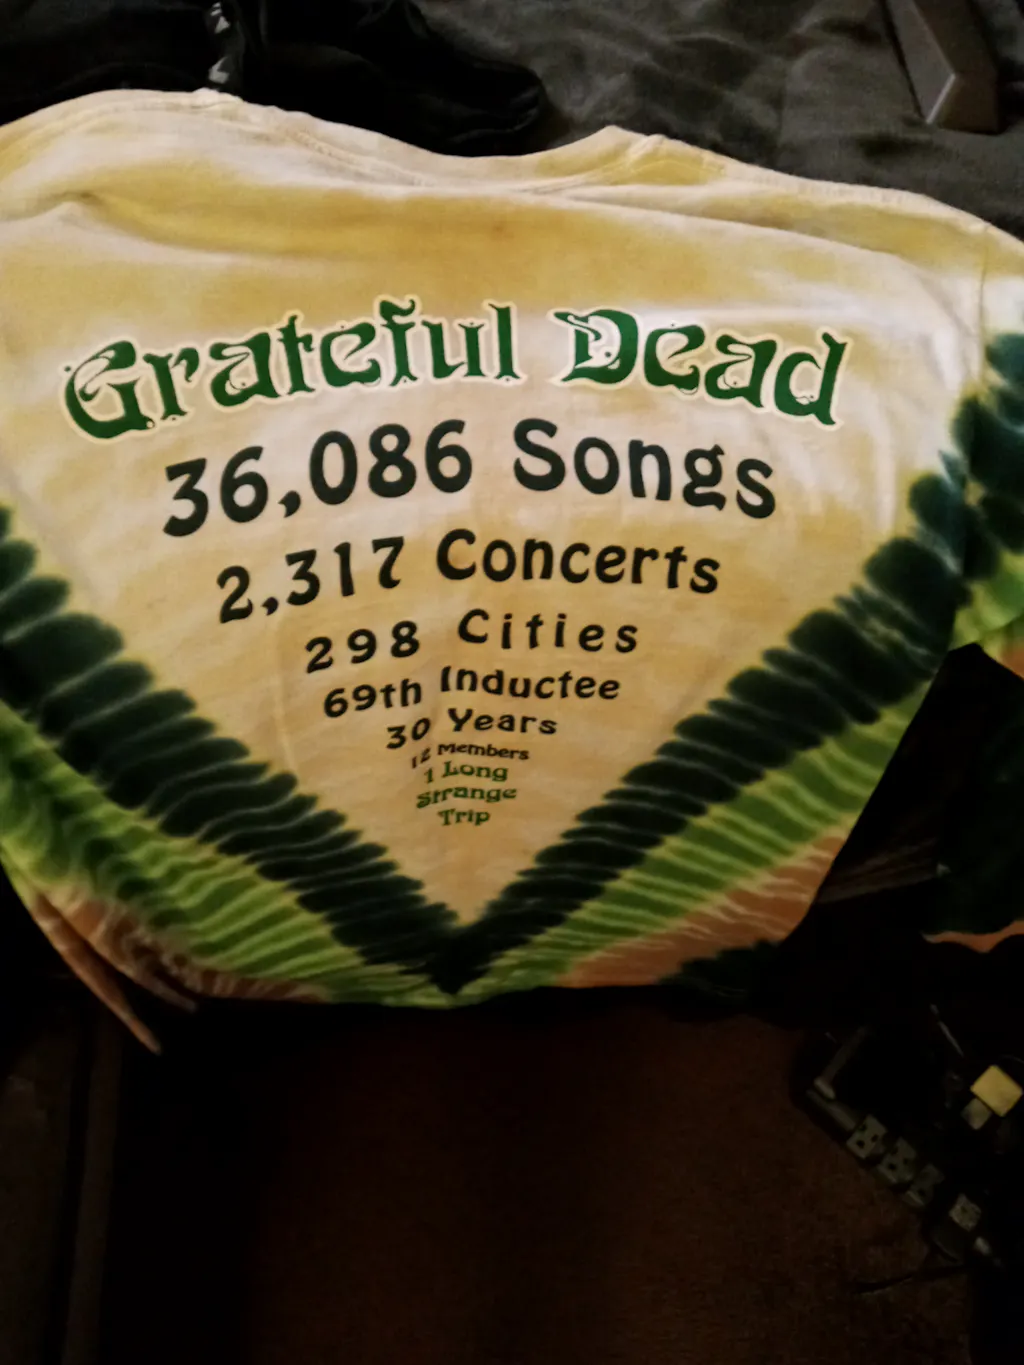 Grateful Dead
36,086 Songs
2,317 Concerts
298 Cities
69th Inductee
30 Years
12 Members
1 Long
Strange
Trip